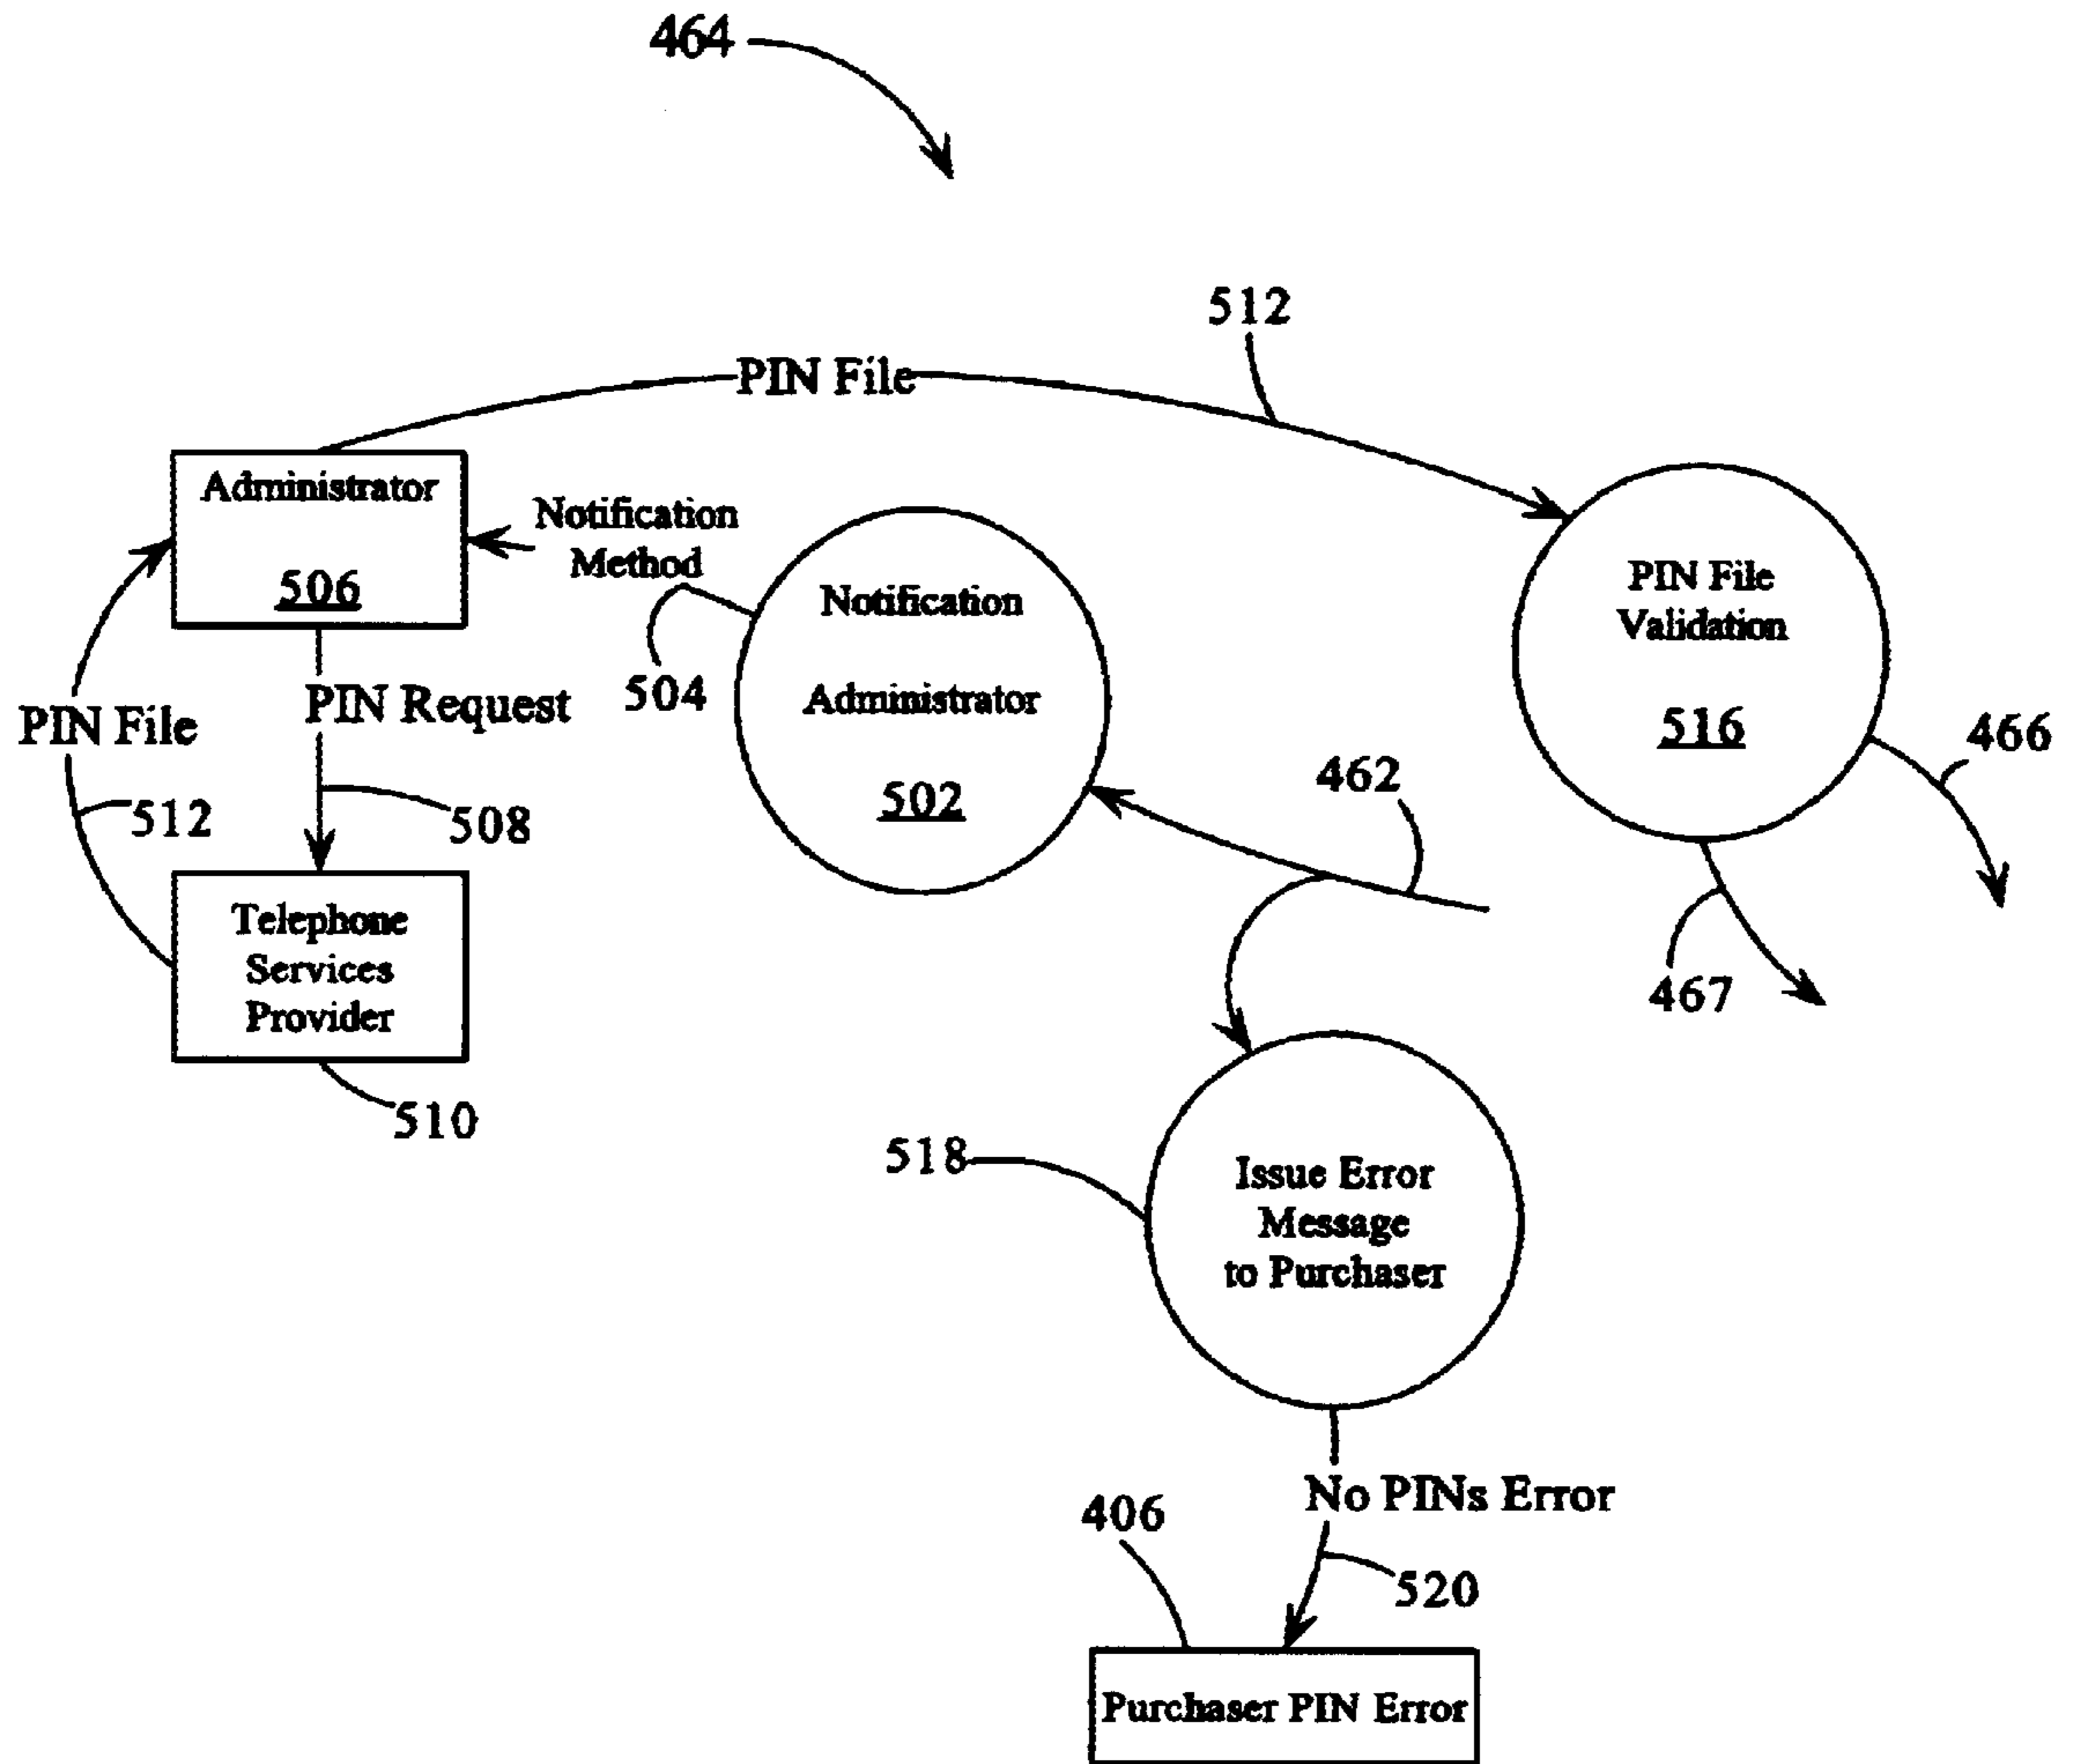 464
512
PIN File
Administrator
506
Notification
Method
504
Notification
Administrator
502
PIN File
Validation
516
466
467
462
PIN File
512
PIN Request
508
Telephone
Services
Provider
510
518
Issue Error
Message
to Purchaser
No PINs Error
520
406
Purchaser PIN Error